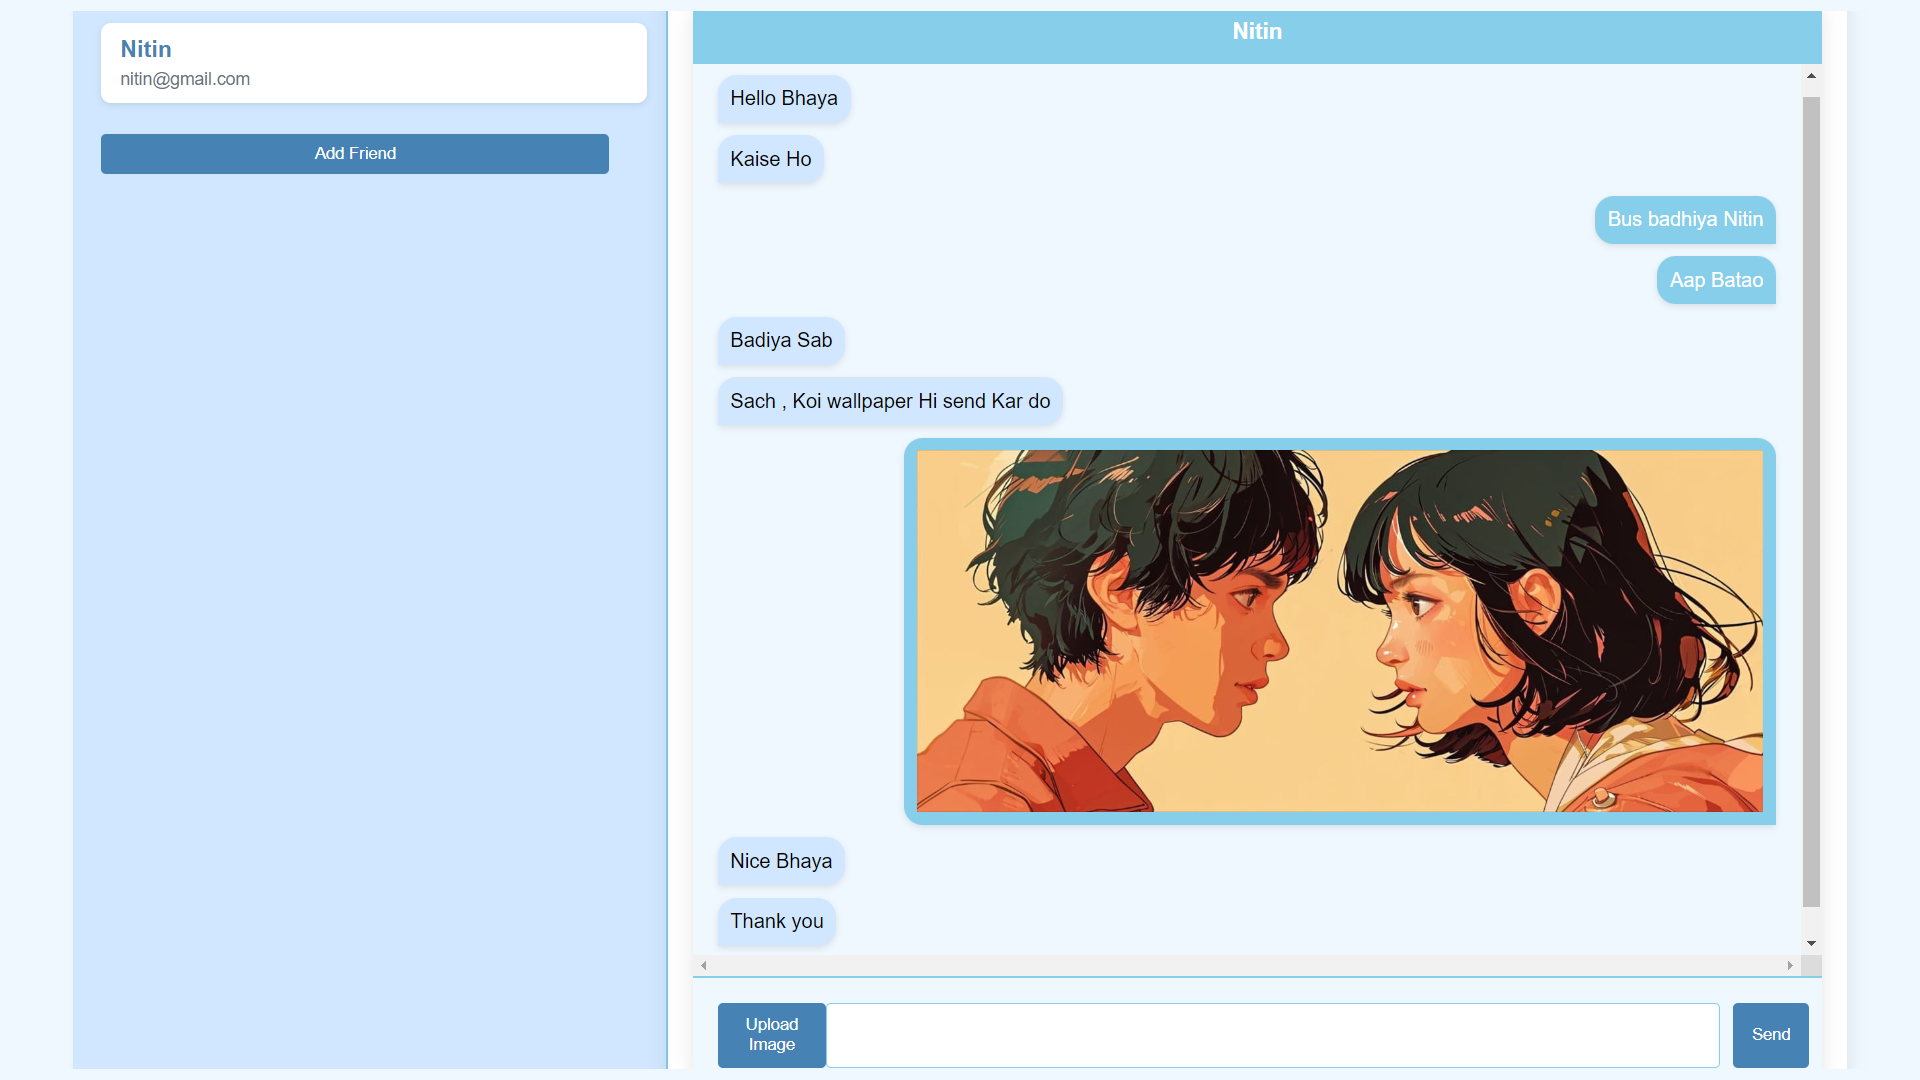 Nitin
nitin@gmail.com
Add Friend
Nitin
Hello Bhaya
Kaise Ho
Bus badhiya Nitin
Aap Batao
Badiya Sab
Sach , Koi wallpaper Hi send Kar do
Nice Bhaya
Thank you
Upload
Image
Send